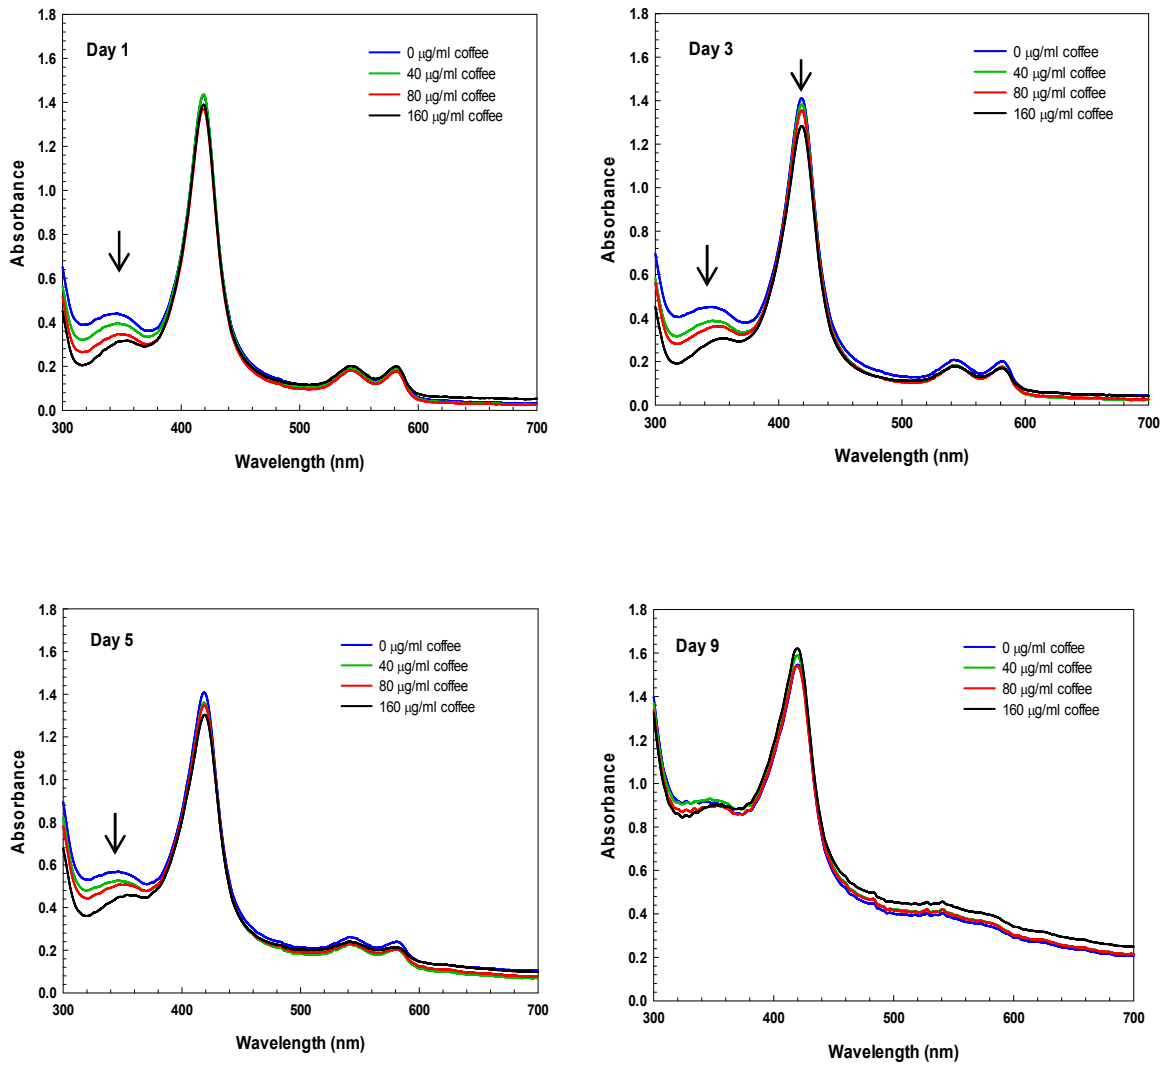 Day 1
0 μg/ml coffee
40 μg/ml coffee
80 μg/ml coffee
160 μg/ml coffee
1.8
1.6
1.4
1.2
1.0
0.8
0.6
0.4
0.2
0.0
Absorbance
300 400 500 600 700
Wavelength (nm)
Day 3
0 μg/ml coffee
40 μg/ml coffee
80 μg/ml coffee
160 μg/ml coffee
1.8
1.6
1.4
1.2
1.0
0.8
0.6
0.4
0.2
0.0
Absorbance
300 400 500 600 700
Wavelength (nm)
Day 5
0 μg/ml coffee
40 μg/ml coffee
80 μg/ml coffee
160 μg/ml coffee
1.8
1.6
1.4
1.2
1.0
0.8
0.6
0.4
0.2
0.0
Absorbance
300 400 500 600 700
Wavelength (nm)
Day 9
0 μg/ml coffee
40 μg/ml coffee
80 μg/ml coffee
160 μg/ml coffee
1.8
1.6
1.4
1.2
1.0
0.8
0.6
0.4
0.2
0.0
Absorbance
300 400 500 600 700
Wavelength (nm)